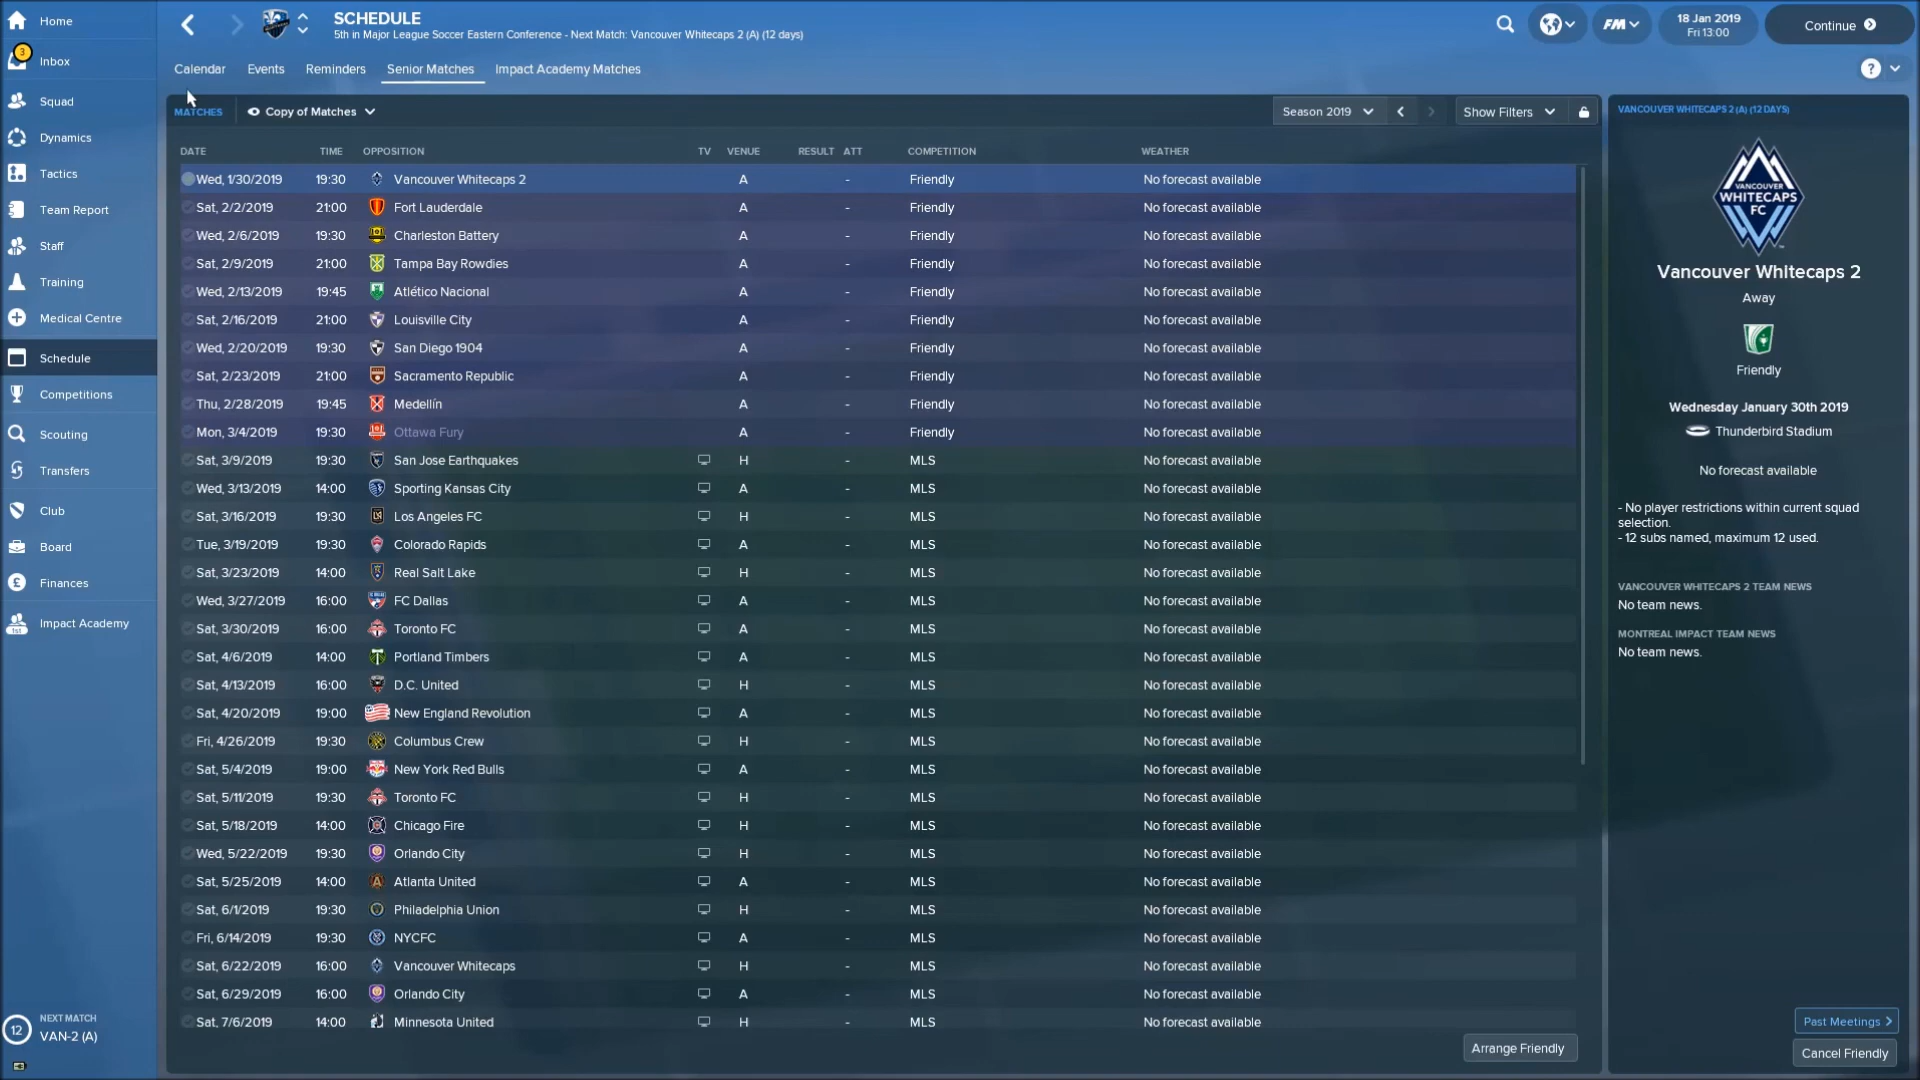 Home
3
Inbox
Squad
Dynamics
Tactics
Team Report
Staff
Training
Medical Centre
Schedule
Competitions
Scouting
Transfers
Club
Board
Finances
1st
Impact Academy
12
NEXT MATCH
VAN-2 (A)
SCHEDULE
5th in Major League Soccer Eastern Conference - Next Match: Vancouver Whitecaps 2 (A) (12 days)
FM
18 Jan 2019
Fri 13:00
Continue
Calendar Events Reminders Senior Matches Impact Academy Matches
?
MATCHES Copy of Matches Season 2019 Show Filters
DATE TIME OPPOSITION TV VENUE RESULT ATT COMPETITION WEATHER
Wed, 1/30/2019 19:30 Vancouver Whitecaps 2 A - Friendly No forecast available
Sat, 2/2/2019 21:00 Fort Lauderdale A - Friendly No forecast available
Wed, 2/6/2019 19:30 Charleston Battery A - Friendly No forecast available
Sat, 2/9/2019 21:00 Tampa Bay Rowdies A - Friendly No forecast available
Wed, 2/13/2019 19:45 Atlético Nacional A - Friendly No forecast available
Sat, 2/16/2019 21:00 Louisville City A - Friendly No forecast available
Wed, 2/20/2019 19:30 San Diego 1904 A - Friendly No forecast available
Sat, 2/23/2019 21:00 Sacramento Republic A - Friendly No forecast available
Thu, 2/28/2019 19:45 Medellín A - Friendly No forecast available
Mon, 3/4/2019 19:30 Ottawa Fury A - Friendly No forecast available
Sat, 3/9/2019 19:30 San Jose Earthquakes H - MLS No forecast available
Wed, 3/13/2019 14:00 Sporting Kansas City A - MLS No forecast available
Sat, 3/16/2019 19:30 Los Angeles FC H - MLS No forecast available
Tue, 3/19/2019 19:30 Colorado Rapids A - MLS No forecast available
Sat, 3/23/2019 14:00 Real Salt Lake H - MLS No forecast available
Wed, 3/27/2019 16:00 FC Dallas A - MLS No forecast available
Sat, 3/30/2019 16:00 Toronto FC A - MLS No forecast available
Sat, 4/6/2019 14:00 Portland Timbers A - MLS No forecast available
Sat, 4/13/2019 16:00 D.C. United H - MLS No forecast available
Sat, 4/20/2019 19:00 New England Revolution A - MLS No forecast available
Fri, 4/26/2019 19:30 Columbus Crew H - MLS No forecast available
Sat, 5/4/2019 19:00 New York Red Bulls A - MLS No forecast available
Sat, 5/11/2019 19:30 Toronto FC H - MLS No forecast available
Sat, 5/18/2019 14:00 Chicago Fire H - MLS No forecast available
Wed, 5/22/2019 19:30 Orlando City H - MLS No forecast available
Sat, 5/25/2019 14:00 Atlanta United A - MLS No forecast available
Sat, 6/1/2019 19:30 Philadelphia Union H - MLS No forecast available
Fri, 6/14/2019 19:30 NYCFC A - MLS No forecast available
Sat, 6/22/2019 16:00 Vancouver Whitecaps H - MLS No forecast available
Sat, 6/29/2019 16:00 Orlando City A - MLS No forecast available
Sat, 7/6/2019 14:00 Minnesota United H - MLS No forecast available
Arrange Friendly
VANCOUVER WHITECAPS 2 (A) (12 DAYS)
VANCOUVER
WHITECAPS
FC
Vancouver Whitecaps 2
Away
Friendly
Wednesday January 30th 2019
Thunderbird Stadium
No forecast available
- No player restrictions within current squad
selection.
- 12 subs named, maximum 12 used.
VANCOUVER WHITECAPS 2 TEAM NEWS
No team news.
MONTREAL IMPACT TEAM NEWS
No team news.
Past Meetings
Cancel Friendly